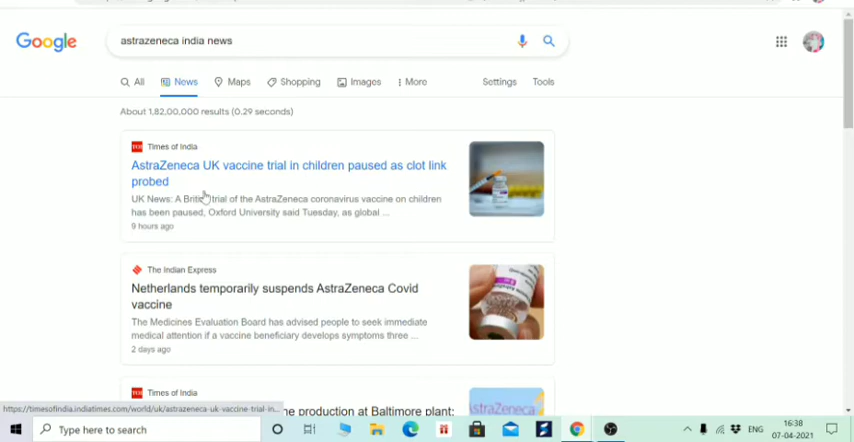 Google
astrazeneca india news
All News Maps Shopping Images More Settings Tools
About 1,82,00,000 results (0.29 seconds)
TOI Times of India
AstraZeneca UK vaccine trial in children paused as clot link
probed
UK News: A British trial of the AstraZeneca coronavirus vaccine on children
has been paused, Oxford University said Tuesday, as global ...
9 hours ago
The Indian Express
Netherlands temporarily suspends AstraZeneca Covid
vaccine
The Medicines Evaluation Board has advised people to seek immediate
medical attention if a vaccine beneficiary develops symptoms three ...
2 days ago
TOI Times of India
ne production at Baltimore plant:
AstraZeneca
https://timesofindia.indiatimes.com/world/uk/astrazeneca-uk-vaccine-trial-in...
Type here to search
ENG
16:38
07-04-2021